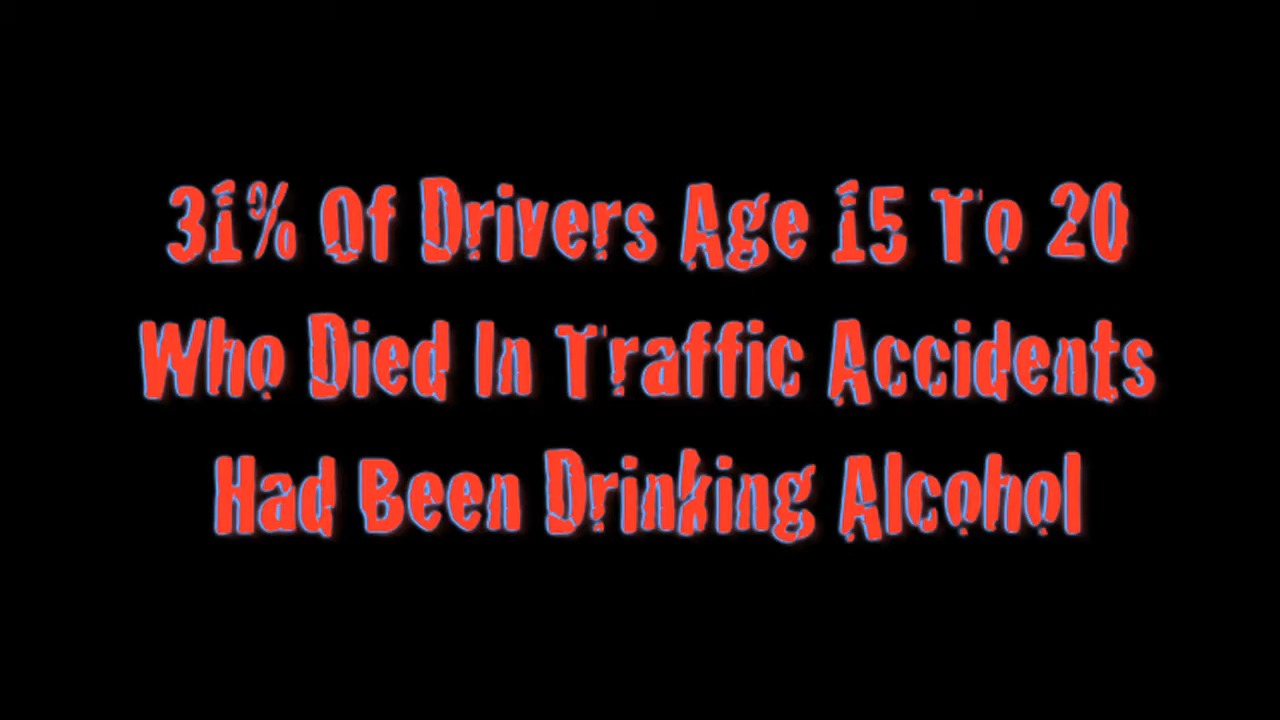 31% Of Drivers Age 15 To 20
Who Died In Traffic Accidents
Had Been Drinking Alcohol